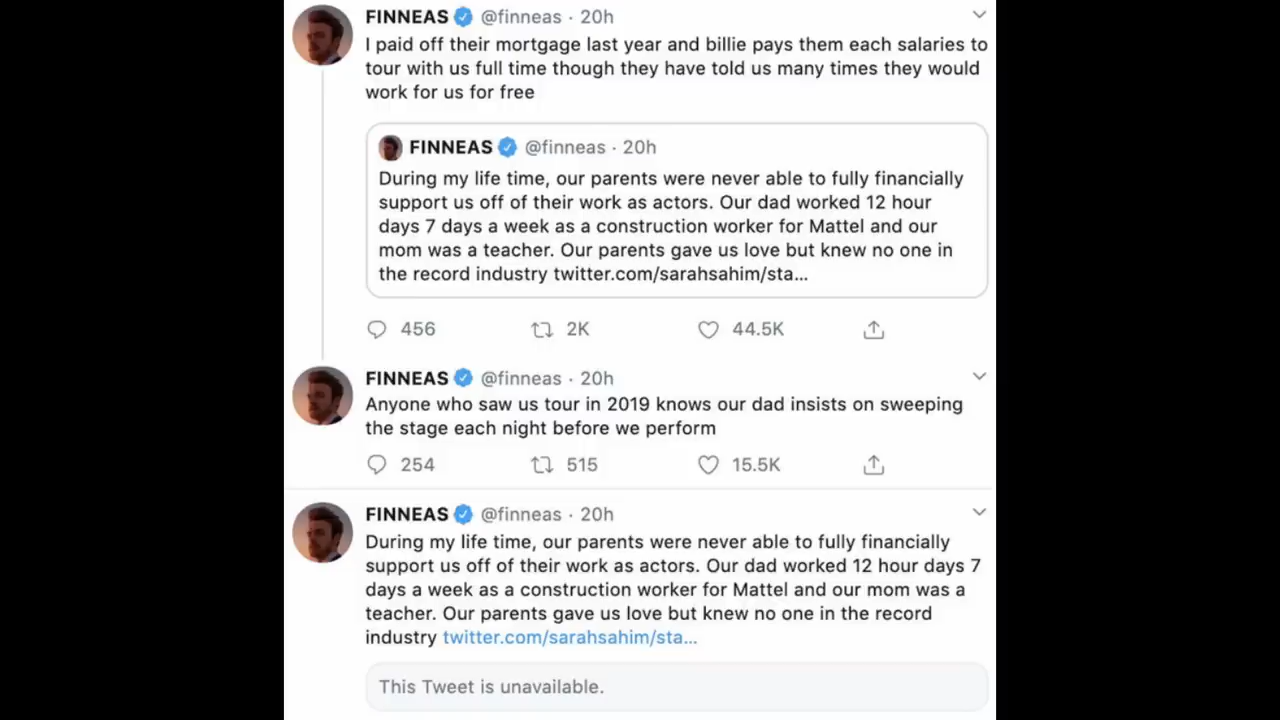 FINNEAS @finneas · 20h
I paid off their mortgage last year and billie pays them each salaries to
tour with us full time though they have told us many times they would
work for us for free
FINNEAS @finneas · 20h
During my life time, our parents were never able to fully financially
support us off of their work as actors. Our dad worked 12 hour
days 7 days a week as a construction worker for Mattel and our
mom was a teacher. Our parents gave us love but knew no one in
the record industry twitter.com/sarahsahim/sta...
456 2K 44.5K
FINNEAS @finneas · 20h
Anyone who saw us tour in 2019 knows our dad insists on sweeping
the stage each night before we perform
254 515 15.5K
FINNEAS @finneas · 20h
During my life time, our parents were never able to fully financially
support us off of their work as actors. Our dad worked 12 hour days 7
days a week as a construction worker for Mattel and our mom was a
teacher. Our parents gave us love but knew no one in the record
industry twitter.com/sarahsahim/sta...
This Tweet is unavailable.